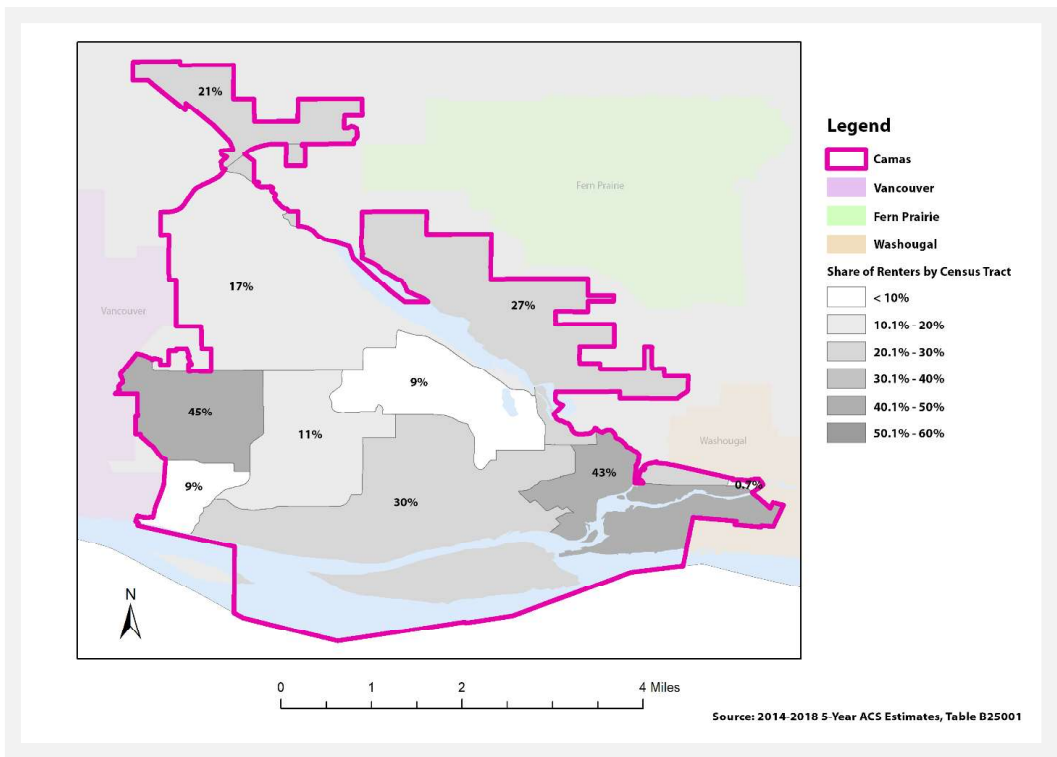 21%
Fern Prairie
17%
27%
Vancouver
9%
45%
11%
Washougal
43%
0.7%
9%
30%
N
0 1 2 4 Miles
Legend
Camas
Vancouver
Fern Prairie
Washougal
Share of Renters by Census Tract
< 10%
10.1% - 20%
20.1% - 30%
30.1% - 40%
40.1% - 50%
50.1% - 60%
Source: 2014-2018 5-Year ACS Estimates, Table B25001